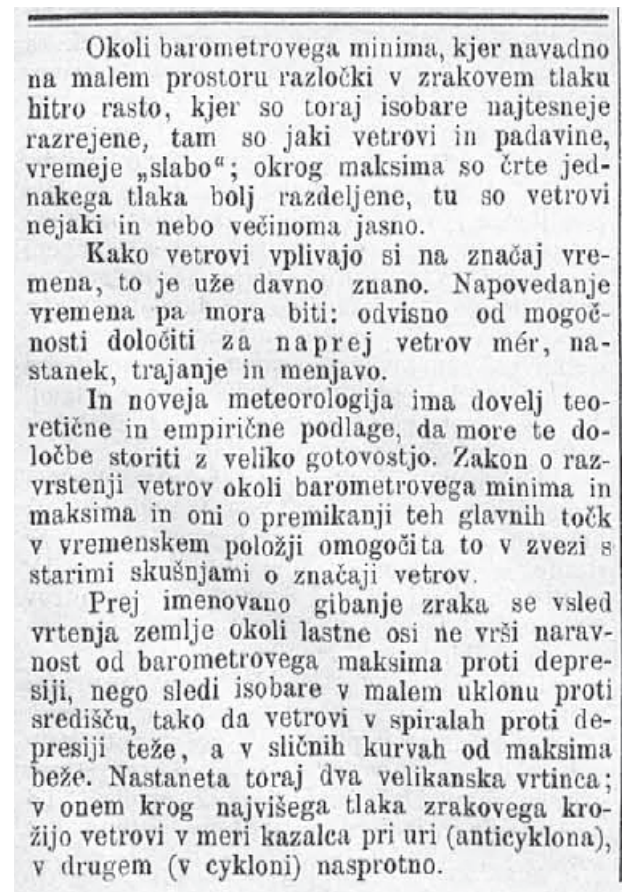 Okoli barometrovega minima, kjer navadno
na malem prostoru razločki v zrakovem tlaku
hitro rasto, kjer so toraj isobare najtesneje
razrejene, tam so jaki vetrovi in padavine,
vremeje „slabo“; okrog maksima so črte jed-
nakega tlaka bolj razdeljene, tu so vetrovi
nejaki in nebo večinoma jasno.
Kako vetrovi vplivajo si na značaj vre-
mena, to je uže davno znano. Napovedanje
vremena pa mora biti: odvisno od mogoč-
nosti določiti za naprej vetrov mér, na-
stanek, trajanje in menjavo.
In noveja meteorologija ima dovelj teo-
retične in empirične podlage, da more te do-
ločbe storiti z veliko gotovostjo. Zakon o raz-
vrstenji vetrov okoli barometrovega minima in
maksima in oni o premikanji teh glavnih točk
v vremenskem položji omogočita to v zvezi s
starimi skušnjami o značaji vetrov.
Prej imenovano gibanje zraka se vsled
vrtenja zemlje okoli lastne osi ne vrši narav-
nost od barometrovega maksima proti depre-
siji, nego sledi isobare v malem uklonu proti
središču, tako da vetrovi v spiralah proti de-
presiji teže, a v sličnih kurvah od maksima
beže. Nastaneta toraj dva velikanska vrtinca;
v onem krog najvišega tlaka zrakovega kro-
žijo vetrovi v meri kazalca pri uri (anticyklona),
v drugem (v cykloni) nasprotno.